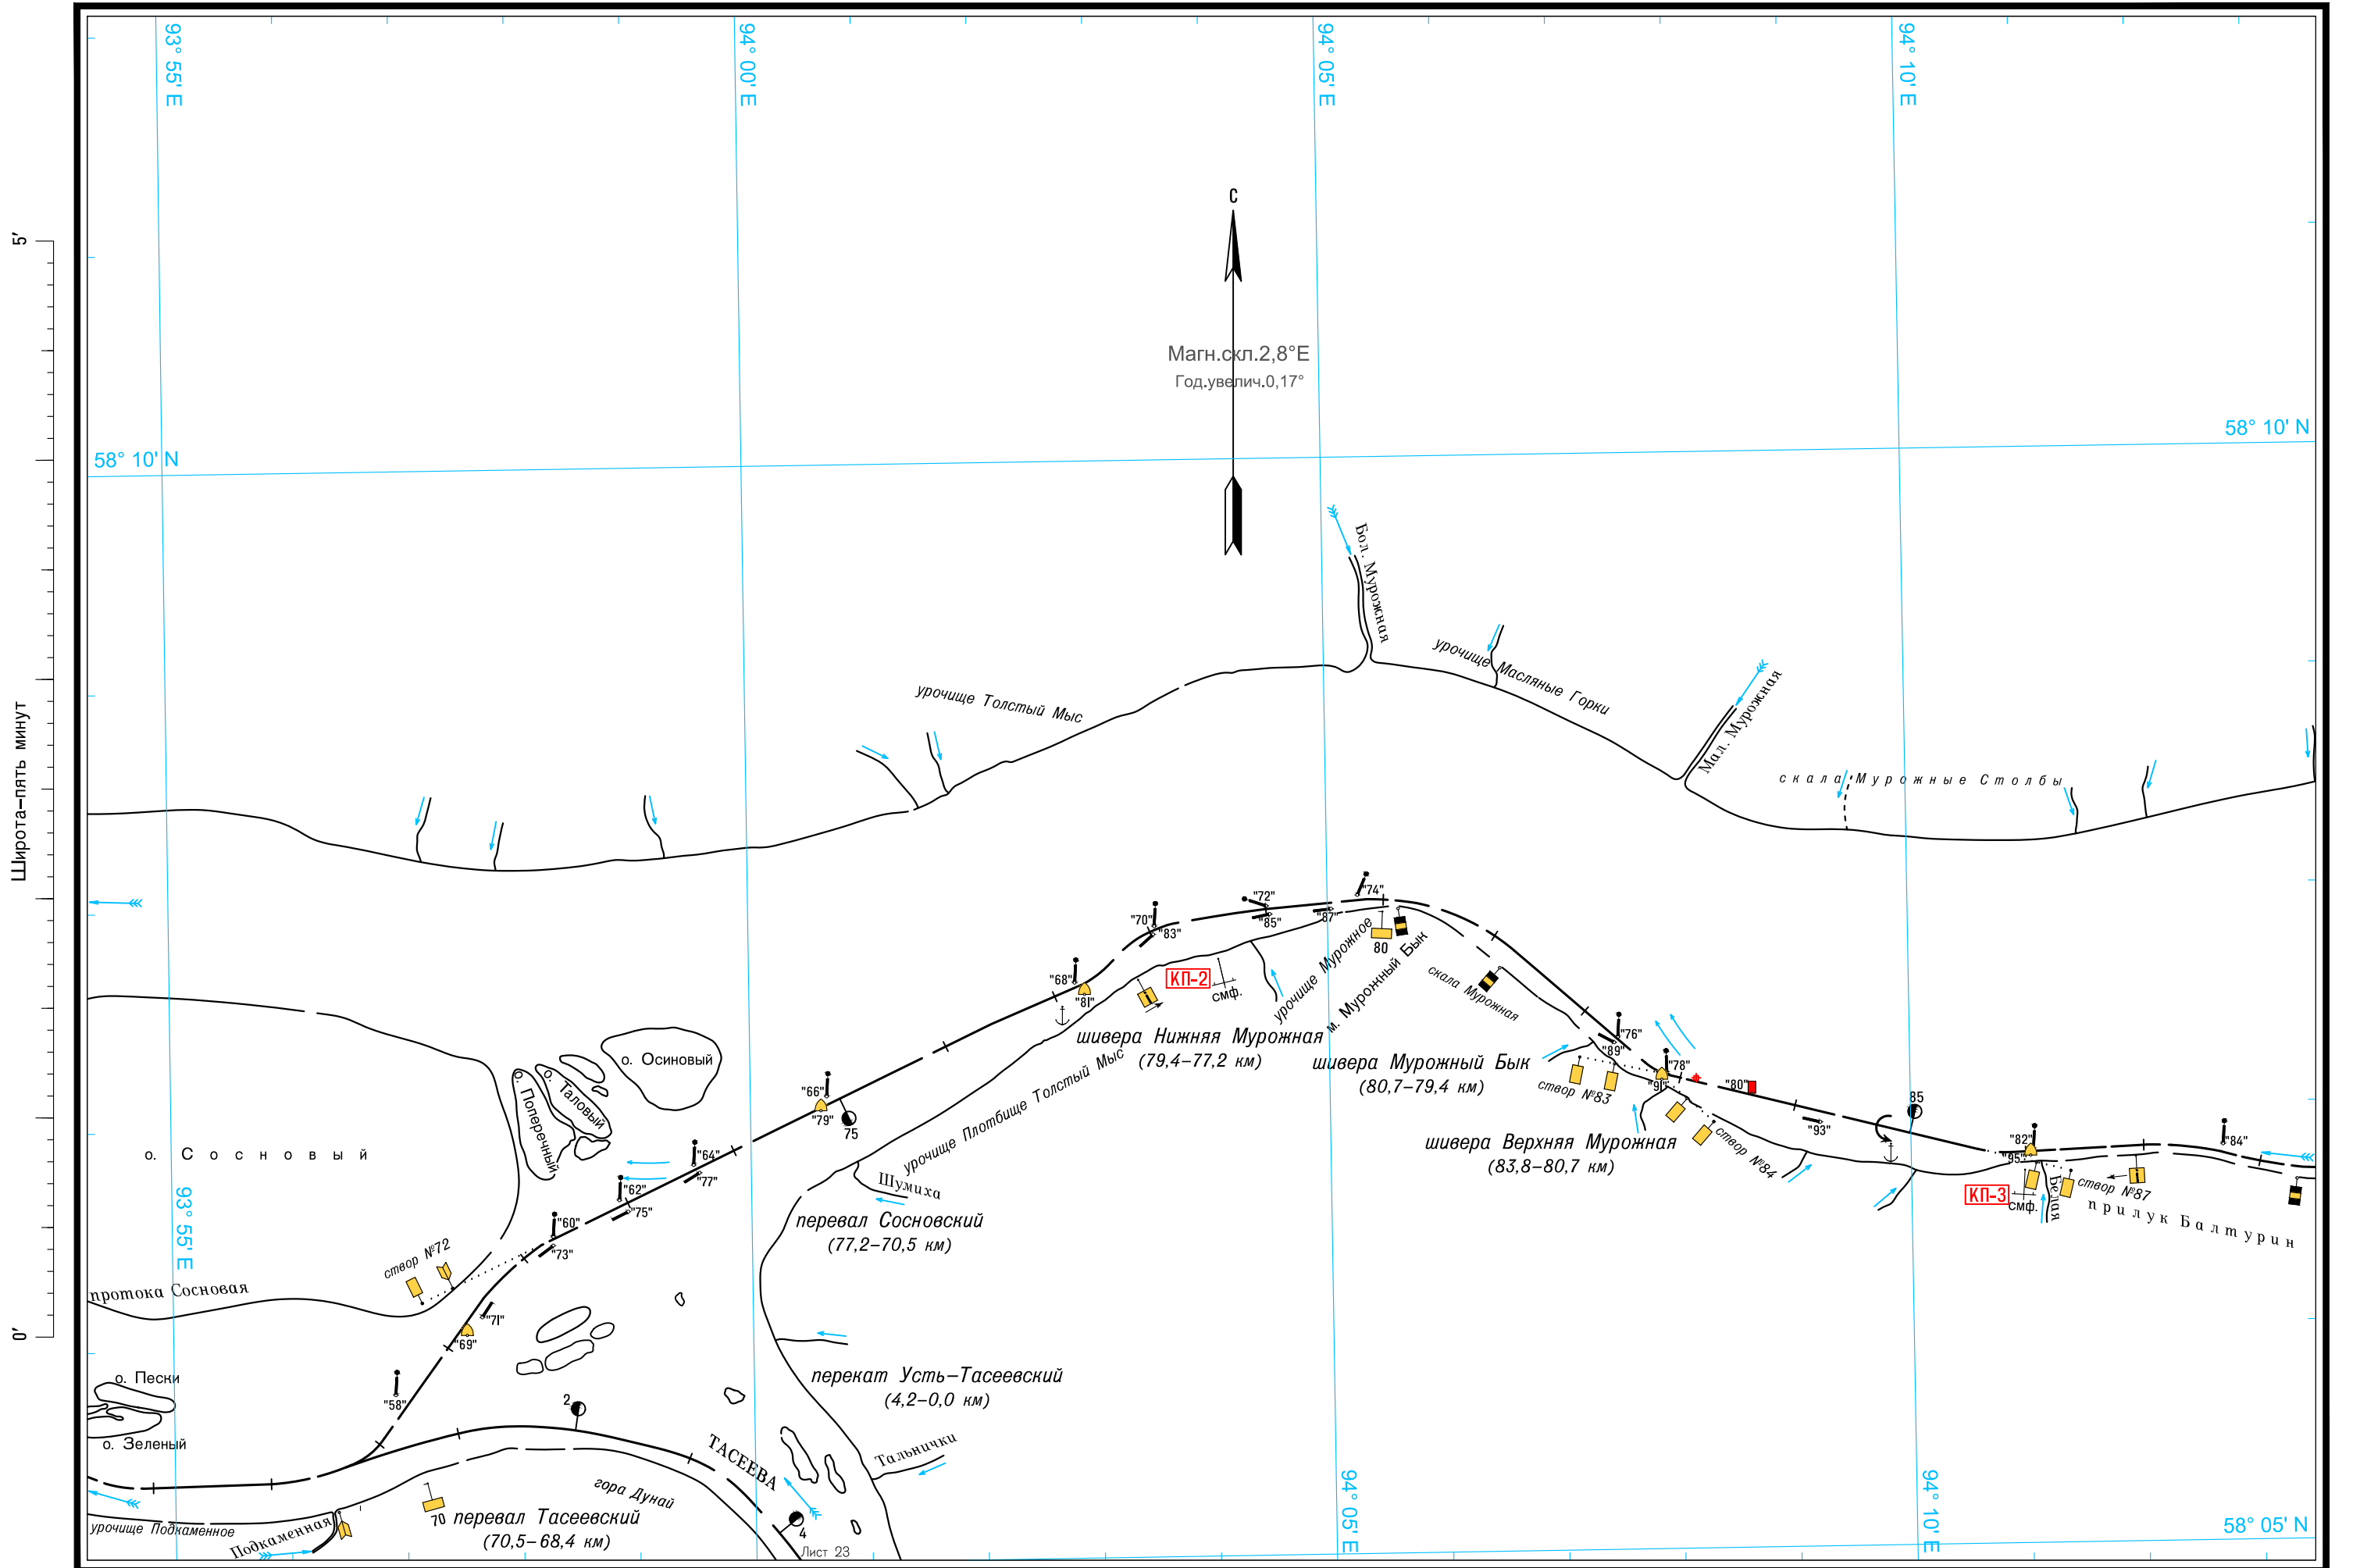 93° 55' E
94° 00' E
94° 05' E
94° 10' E
С
5'
Магн.скл.2,8°E
Год.увелич.0,17°
58° 10' N
58° 10' N
Бол. Мурожная
урочище Масляные Горки
Мал. Мурожная
урочище Толстый Мыс
скала Мурожные Столбы
Широта–пять минут
"70"
"83"
"72"
"85"
"87"
"74"
80
"68"
"81"
КП-2
смф.
урочище Мурожное
м. Мурожный Бык
скала Мурожная
шивера Нижняя Мурожная
(79,4–77,2 км)
шивера Мурожный Бык
(80,7–79,4 км)
"76"
"89"
"78"
"91"
"80"
створ №83
85
"93"
шивера Верхняя Мурожная
(83,8–80,7 км)
створ №84
"82"
"95"
"84"
КП-3
смф.
Белая
створ №87
прилук Балтурин
о. Осиновый
о. Таловый
о. Поперечный
о. Сосновый
"66"
"79"
75
урочище Плотбище Толстый Мыс
"64"
"77"
"62"
"75"
"60"
"73"
Шумиха
перевал Сосновский
(77,2–70,5 км)
93° 55' E
створ №72
протока Сосновая
0'
"71"
"69"
о. Пески
"58"
о. Зеленый
2
перекат Усть–Тасеевский
(4,2–0,0 км)
ТАСЕЕВА
Тальнички
гора Дунай
урочище Подкаменное
Подкаменная
70
перевал Тасеевский
(70,5–68,4 км)
4
Лист 23
94° 05' E
94° 10' E
58° 05' N